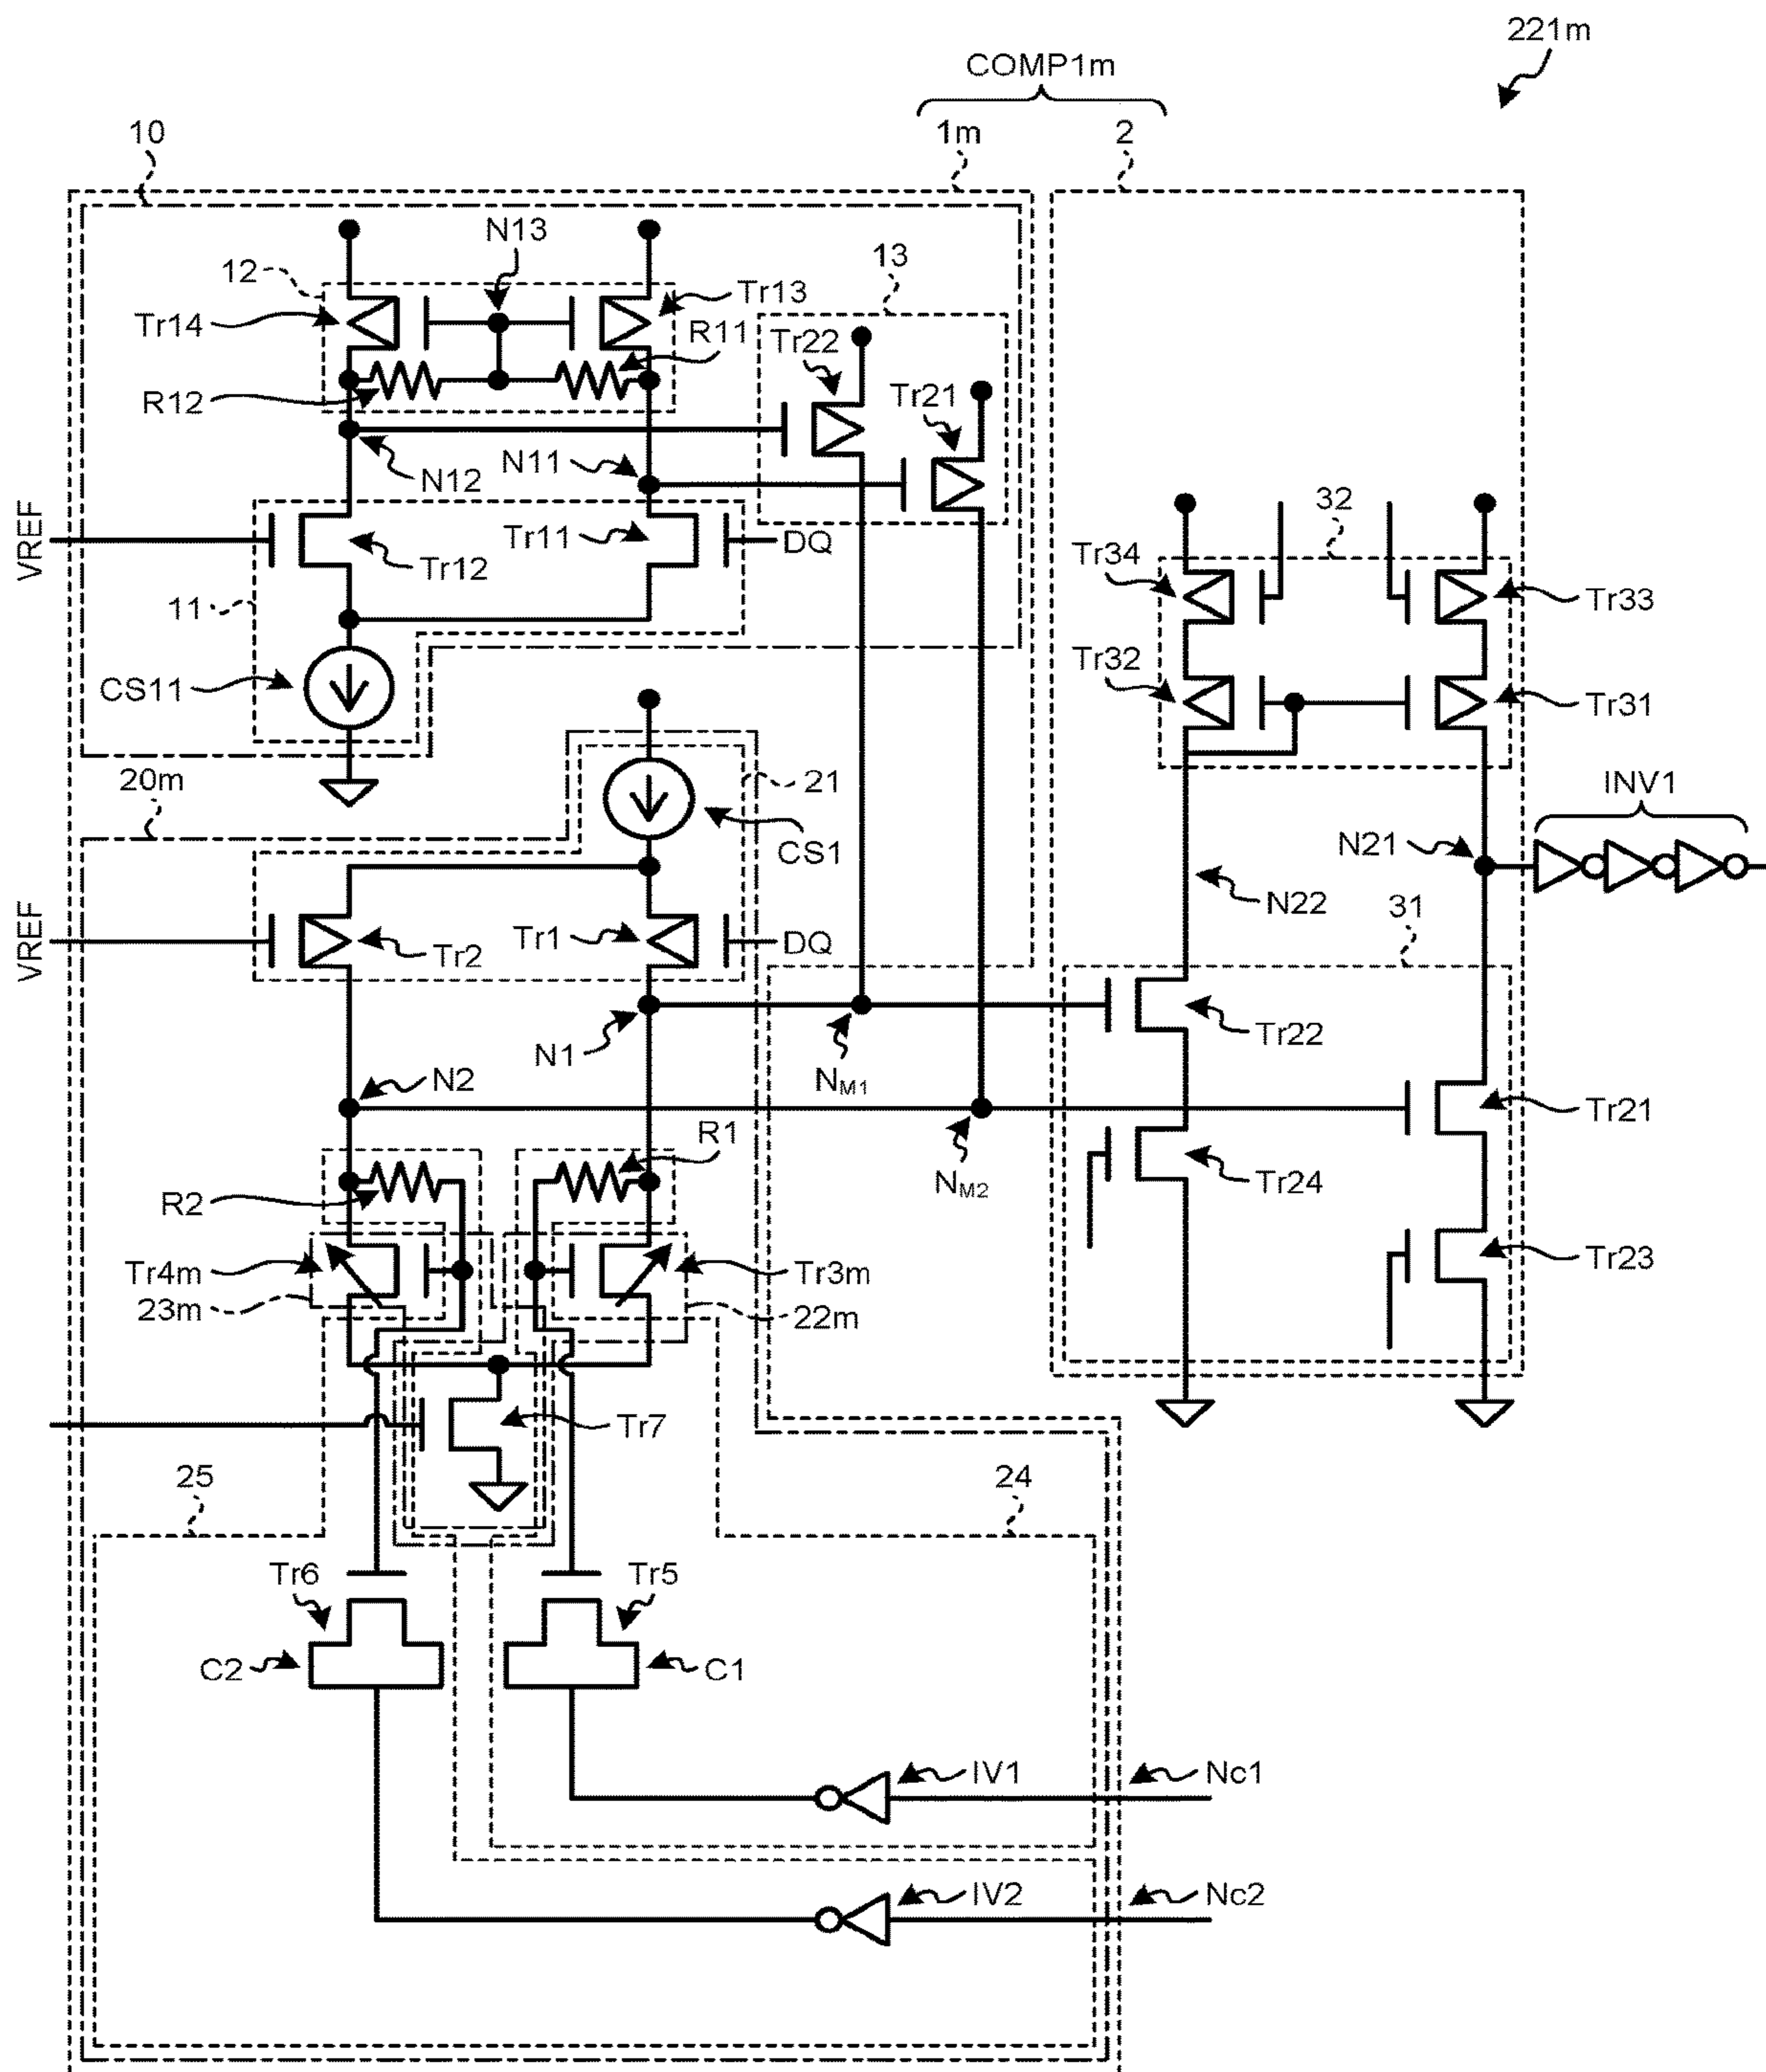 221m
COMP1m
10
1m
2
N13
12
13
Tr14
Tr13
R11
Tr22
R12
Tr21
N12
N11
VREF
Tr12
Tr11
DQ
32
Tr34
Tr33
11
CS11
Tr32
Tr31
20m
21
CS1
INV1
N21
N22
VREF
Tr2
Tr1
DQ
31
N1
NM1
Tr22
N2
Tr21
R1
R2
NM2
Tr24
Tr4m
Tr3m
Tr23
23m
22m
Tr7
25
24
Tr6
Tr5
C2
C1
IV1
Nc1
IV2
Nc2